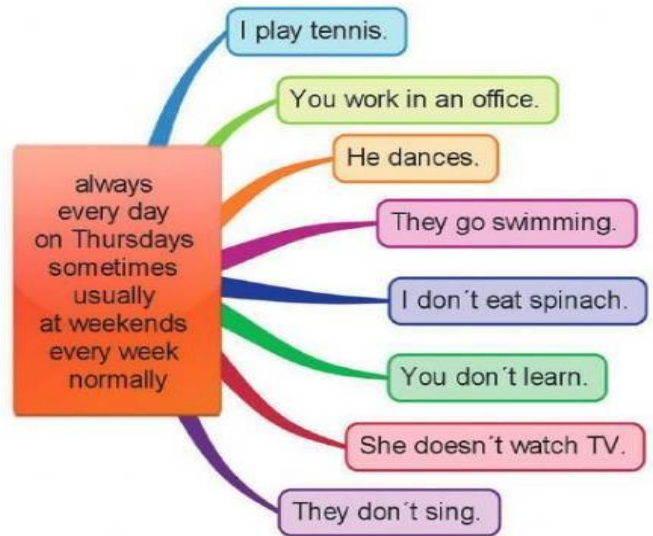 I play tennis.
You work in an office.
He dances.
They go swimming.
I don´t eat spinach.
You don´t learn.
She doesn´t watch TV.
They don´t sing.
always
every day
on Thursdays
sometimes
usually
at weekends
every week
normally